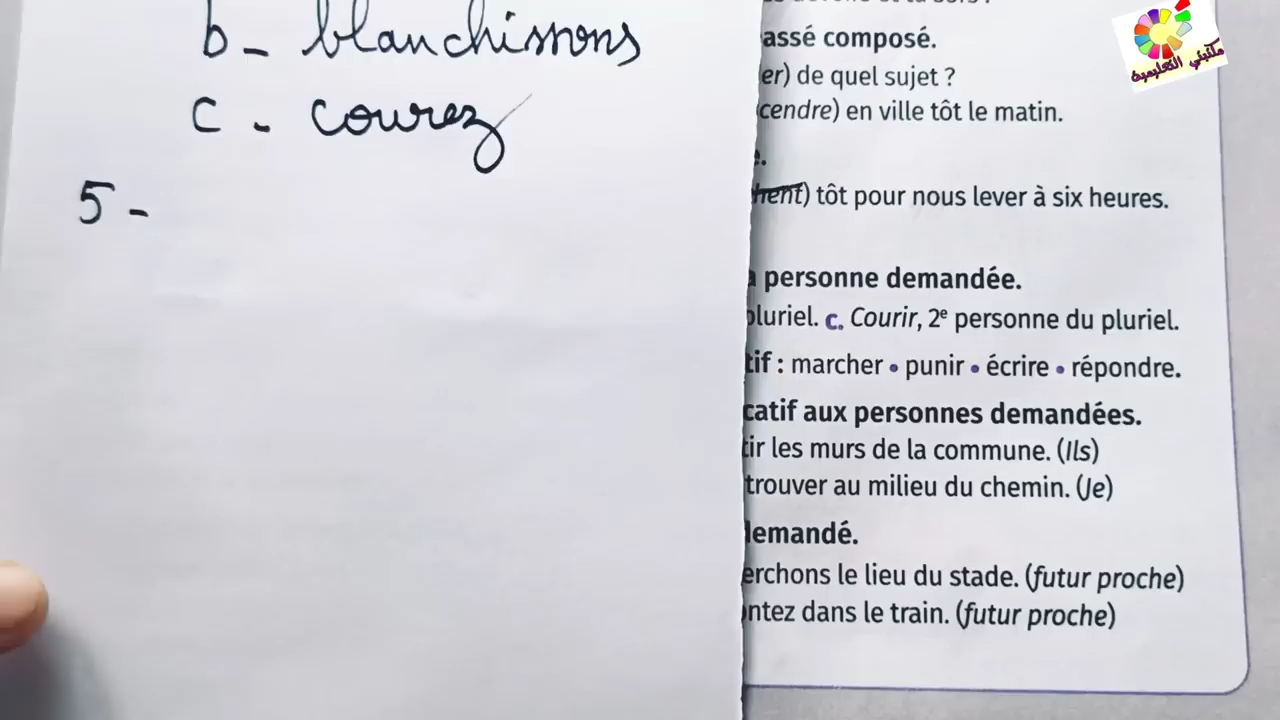 b - blanchissons
c - courez
5 -
assé composé.
er) de quel sujet ?
cendre) en ville tôt le matin.
e.
hent) tôt pour nous lever à six heures.
a personne demandée.
pluriel. c. Courir, 2e personne du pluriel.
tif : marcher • punir • écrire • répondre.
catif aux personnes demandées.
tir les murs de la commune. (Ils)
trouver au milieu du chemin. (Je)
demandé.
erchons le lieu du stade. (futur proche)
ontez dans le train. (futur proche)
مكتبتي التعليمية